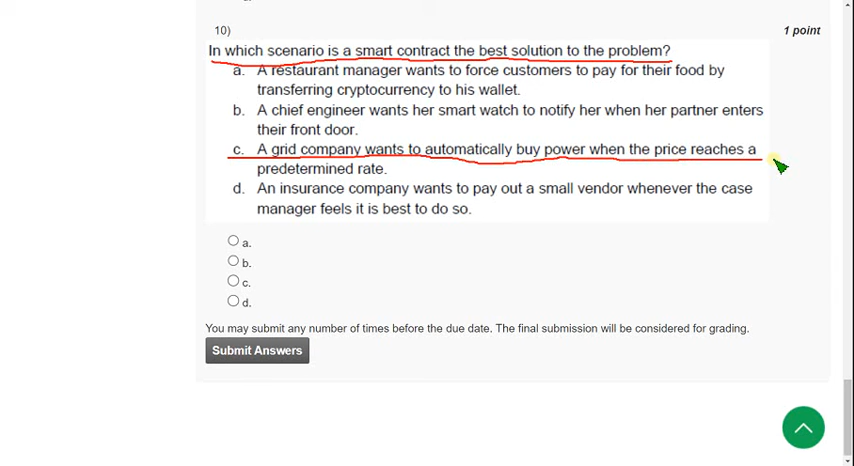 10)
1 point
In which scenario is a smart contract the best solution to the problem?
a. A restaurant manager wants to force customers to pay for their food by
transferring cryptocurrency to his wallet.
b. A chief engineer wants her smart watch to notify her when her partner enters
their front door.
c. A grid company wants to automatically buy power when the price reaches a
predetermined rate.
d. An insurance company wants to pay out a small vendor whenever the case
manager feels it is best to do so.
a.
b.
c.
d.
You may submit any number of times before the due date. The final submission will be considered for grading.
Submit Answers